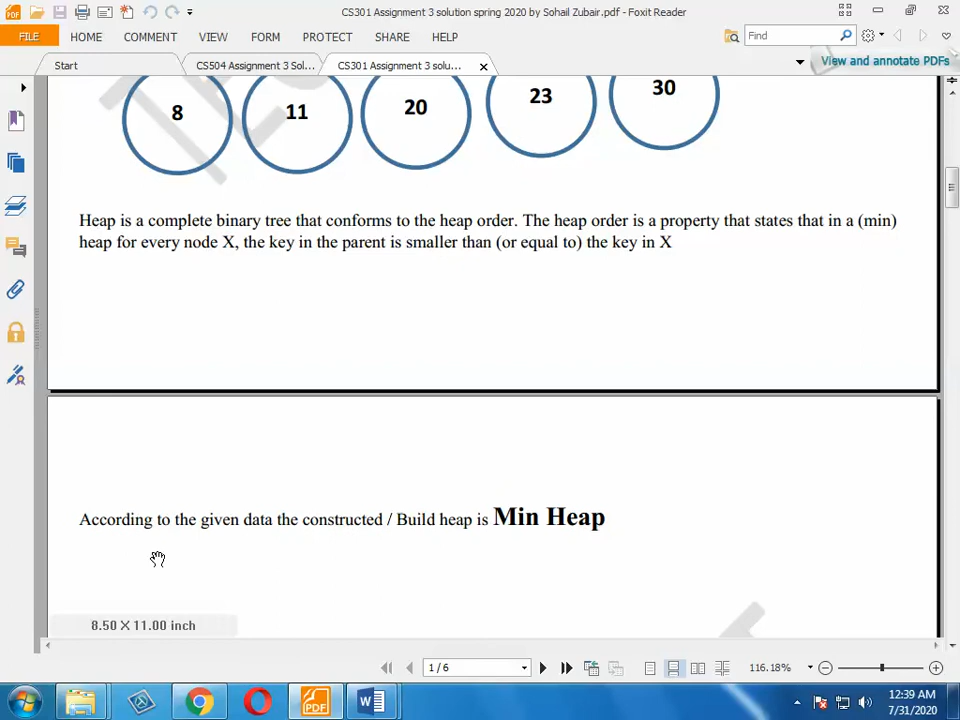 CS301 Assignment 3 solution spring 2020 by Sohail Zubair.pdf - Foxit Reader
FILE HOME COMMENT VIEW FORM PROTECT SHARE HELP Find
Start CS504 Assignment 3 Sol... CS301 Assignment 3 solu... View and annotate PDFs
8 11 20 23 30
Heap is a complete binary tree that conforms to the heap order. The heap order is a property that states that in a (min)
heap for every node X, the key in the parent is smaller than (or equal to) the key in X
According to the given data the constructed / Build heap is Min Heap
8.50 X 11.00 inch
1 / 6 116.18%
12:39 AM
7/31/2020